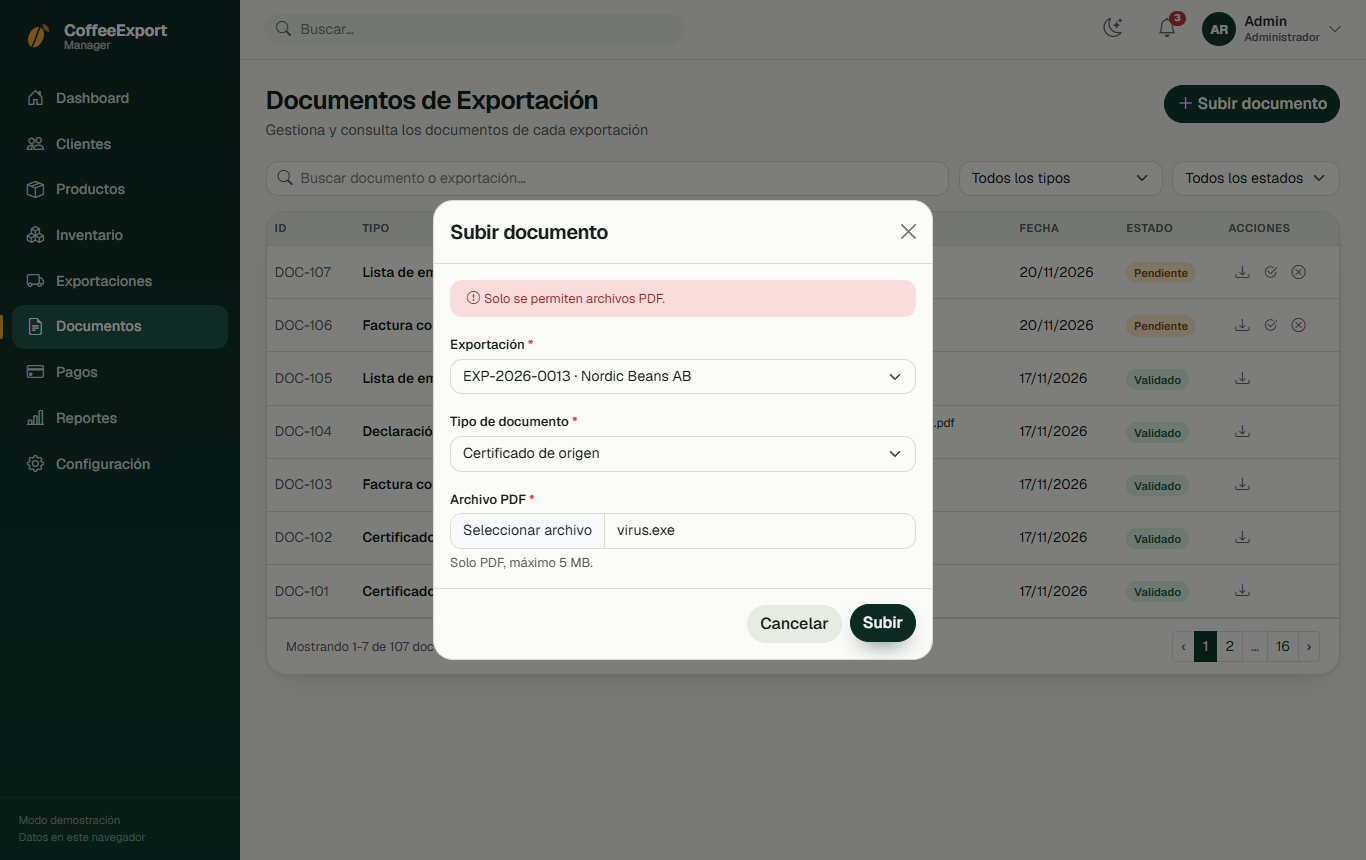 CoffeeExport
Manager
Buscar...
3
AR
Admin
Administrador
Dashboard
Clientes
Productos
Inventario
Exportaciones
Documentos
Pagos
Reportes
Configuración
Modo demostración
Datos en este navegador
Documentos de Exportación
Gestiona y consulta los documentos de cada exportación
+ Subir documento
Buscar documento o exportación...
Todos los tipos
Todos los estados
ID TIPO FECHA ESTADO ACCIONES
DOC-107 Lista de em 20/11/2026 Pendiente
DOC-106 Factura co 20/11/2026 Pendiente
DOC-105 Lista de em 17/11/2026 Validado
DOC-104 Declaració .pdf 17/11/2026 Validado
DOC-103 Factura co 17/11/2026 Validado
DOC-102 Certificado 17/11/2026 Validado
DOC-101 Certificado 17/11/2026 Validado
Mostrando 1-7 de 107 doc
‹ 1 2 ... 16 ›
Subir documento
Solo se permiten archivos PDF.
Exportación *
EXP-2026-0013 · Nordic Beans AB
Tipo de documento *
Certificado de origen
Archivo PDF *
Seleccionar archivo virus.exe
Solo PDF, máximo 5 MB.
Cancelar
Subir